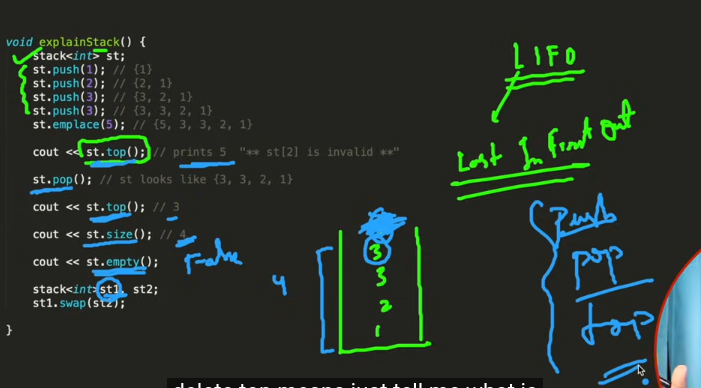 void explainStack() {
stack<int> st;
st.push(1); // {1}
st.push(2); // {2, 1}
st.push(3); // {3, 2, 1}
st.push(3); // {3, 3, 2, 1}
st.emplace(5); // {5, 3, 3, 2, 1}
cout << st.top(); // prints 5 "** st[2] is invalid **"
st.pop(); // st looks like {3, 3, 2, 1}
cout << st.top(); // 3
cout << st.size(); // 4
cout << st.empty();
False
stack<int>st1, st2;
st1.swap(st2);
}
LIFO
Last In First Out
3
3
2
1
4
Push
pop
top
delete top means just tell me what is